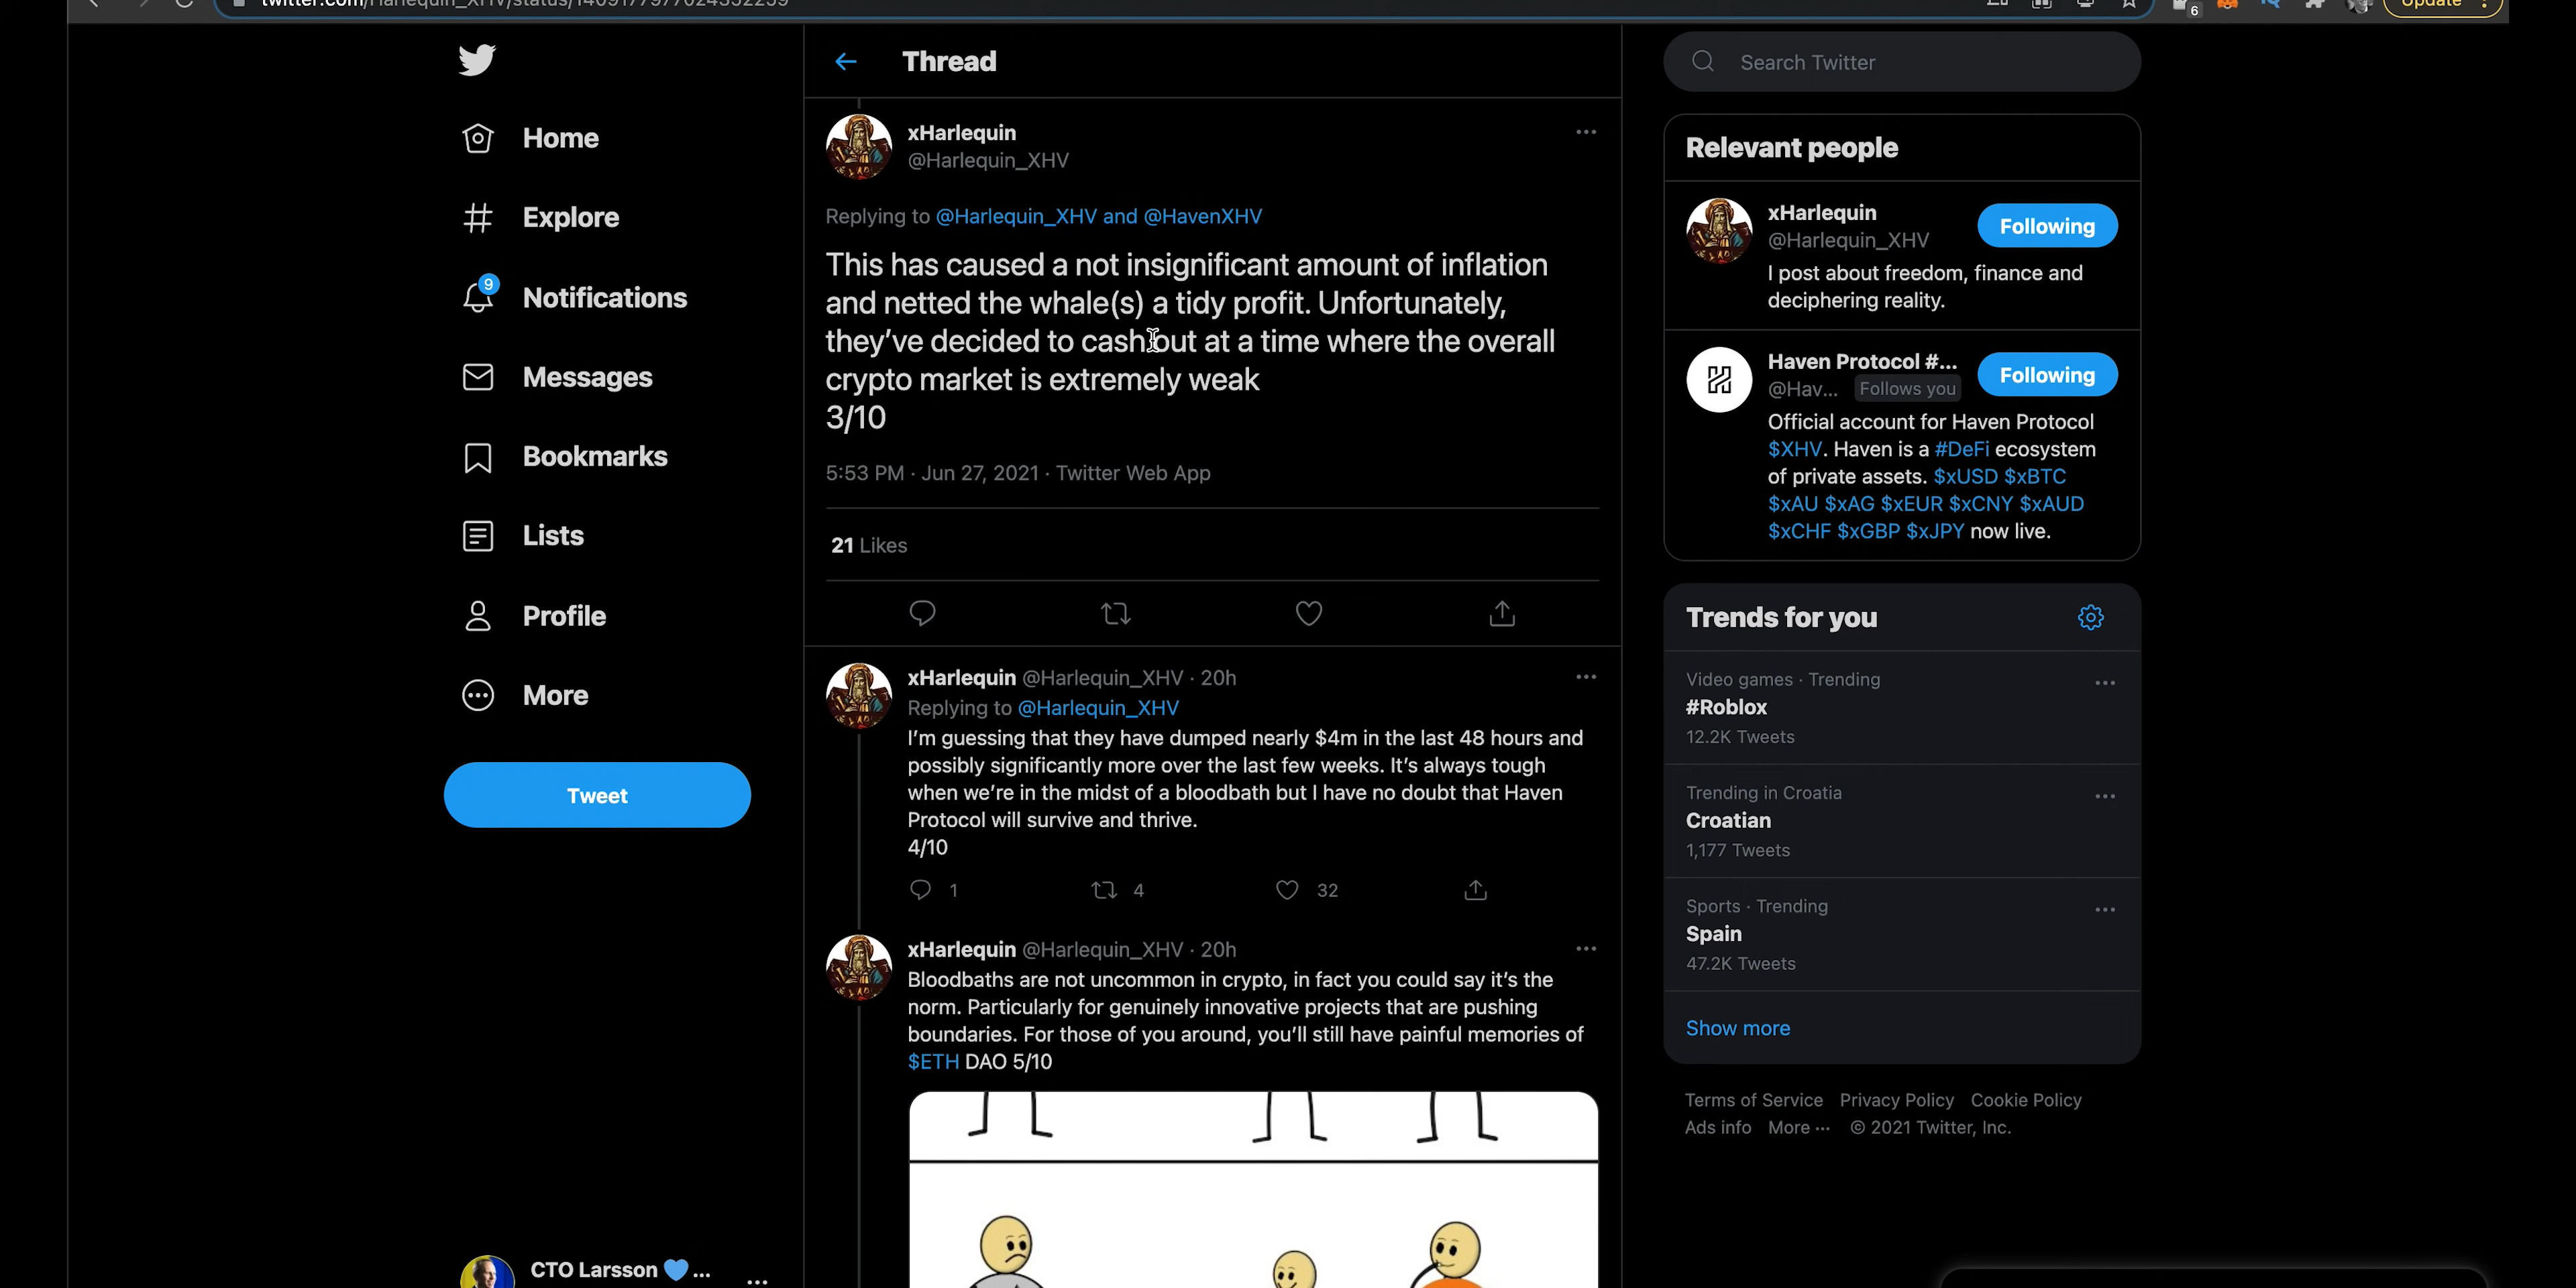 Update
6
Home
Explore
9
Notifications
Messages
Bookmarks
Lists
Profile
More
Tweet
CTO Larsson 💙...
Thread
xHarlequin
@Harlequin_XHV
Replying to @Harlequin_XHV and @HavenXHV
This has caused a not insignificant amount of inflation
and netted the whale(s) a tidy profit. Unfortunately,
they’ve decided to cash out at a time where the overall
crypto market is extremely weak
3/10
5:53 PM · Jun 27, 2021 · Twitter Web App
21 Likes
xHarlequin @Harlequin_XHV · 20h
Replying to @Harlequin_XHV
I’m guessing that they have dumped nearly $4m in the last 48 hours and
possibly significantly more over the last few weeks. It’s always tough
when we’re in the midst of a bloodbath but I have no doubt that Haven
Protocol will survive and thrive.
4/10
1 4 32
xHarlequin @Harlequin_XHV · 20h
Bloodbaths are not uncommon in crypto, in fact you could say it’s the
norm. Particularly for genuinely innovative projects that are pushing
boundaries. For those of you around, you’ll still have painful memories of
$ETH DAO 5/10
Search Twitter
Relevant people
xHarlequin
@Harlequin_XHV
Following
I post about freedom, finance and
deciphering reality.
Haven Protocol #...
@Hav... Follows you
Following
Official account for Haven Protocol
$XHV. Haven is a #DeFi ecosystem
of private assets. $xUSD $xBTC
$xAU $xAG $xEUR $xCNY $xAUD
$xCHF $xGBP $xJPY now live.
Trends for you
Video games · Trending
#Roblox
12.2K Tweets
Trending in Croatia
Croatian
1,177 Tweets
Sports · Trending
Spain
47.2K Tweets
Show more
Terms of Service Privacy Policy Cookie Policy
Ads info More ··· © 2021 Twitter, Inc.